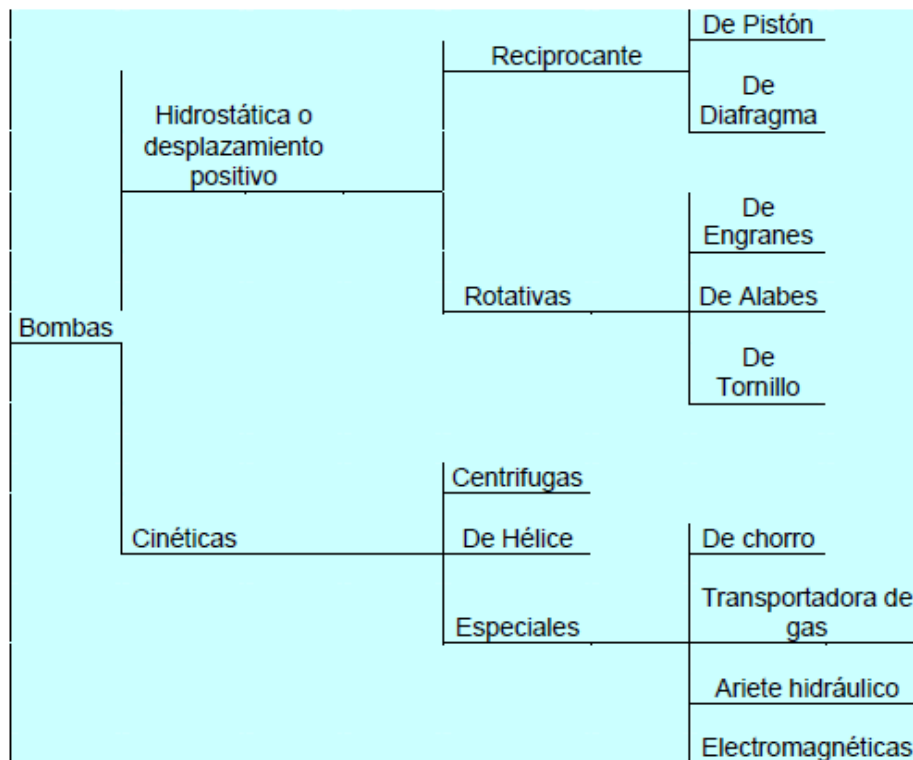 De Pistón
Reciprocante
De
Diafragma
Hidrostática o
desplazamiento
positivo
De
Engranes
Rotativas
De Alabes
De
Tornillo
Bombas
Centrifugas
Cinéticas
De Hélice
De chorro
Transportadora de
gas
Especiales
Ariete hidráulico
Electromagnéticas